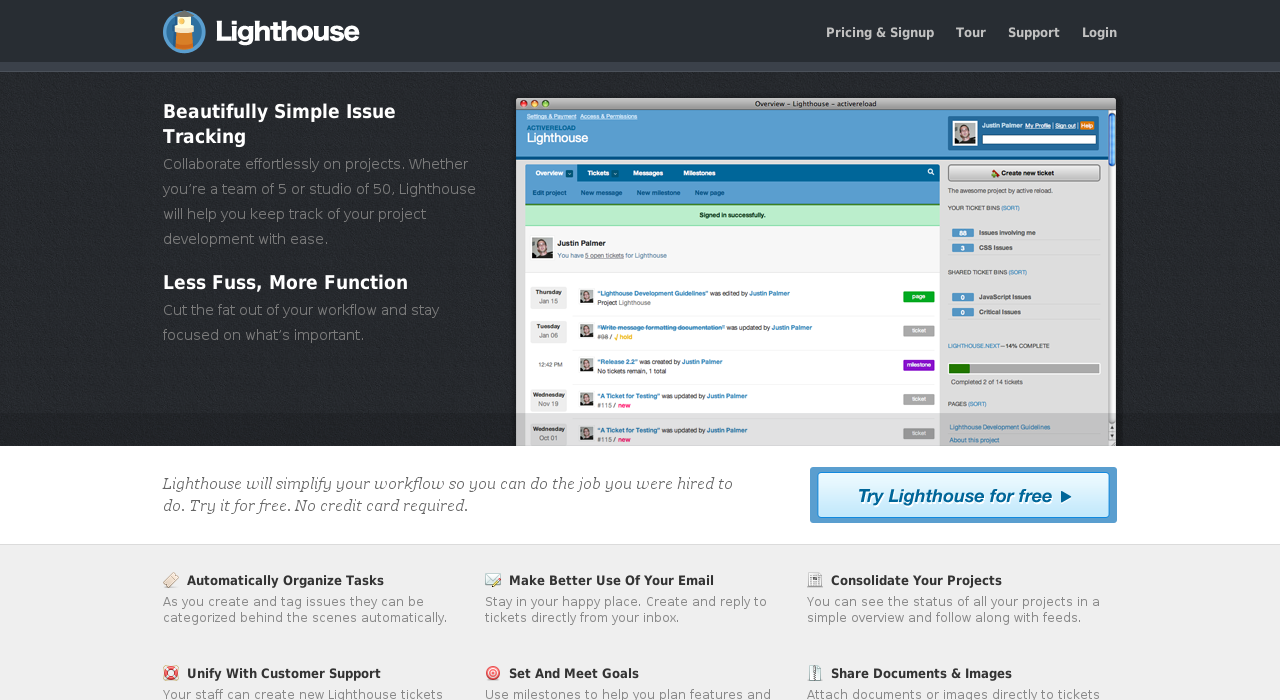 Lighthouse
Pricing & Signup Tour Support Login
Beautifully Simple Issue
Tracking
Collaborate effortlessly on projects. Whether
you’re a team of 5 or studio of 50, Lighthouse
will help you keep track of your project
development with ease.
Less Fuss, More Function
Cut the fat out of your workflow and stay
focused on what’s important.
Overview – Lighthouse – activereload
Settings & Payment Access & Permissions
ACTIVERELOAD
Lighthouse
Justin Palmer My Profile | Sign out | Help
Overview Tickets Messages Milestones
Edit project New message New milestone New page
Signed in successfully.
Justin Palmer
You have 5 open tickets for Lighthouse
Thursday
Jan 15
“Lighthouse Development Guidelines” was edited by Justin Palmer
Project Lighthouse
page
Tuesday
Jan 06
“Write message formatting documentation” was updated by Justin Palmer
#98 / ./ hold
ticket
12:42 PM
“Release 2.2” was created by Justin Palmer
No tickets remain, 1 total
milestone
Wednesday
Nov 19
“A Ticket for Testing” was updated by Justin Palmer
#115 / new
ticket
Wednesday
Oct 01
“A Ticket for Testing” was updated by Justin Palmer
#115 / new
ticket
Create new ticket
The awesome project by active reload.
YOUR TICKET BINS (SORT)
88 Issues involving me
3 CSS Issues
SHARED TICKET BINS (SORT)
0 JavaScript Issues
0 Critical Issues
LIGHTHOUSE.NEXT—14% COMPLETE
Completed 2 of 14 tickets
PAGES (SORT)
Lighthouse Development Guidelines
About this project
Lighthouse will simplify your workflow so you can do the job you were hired to
do. Try it for free. No credit card required.
Try Lighthouse for free
Automatically Organize Tasks
As you create and tag issues they can be
categorized behind the scenes automatically.
Make Better Use Of Your Email
Stay in your happy place. Create and reply to
tickets directly from your inbox.
Consolidate Your Projects
You can see the status of all your projects in a
simple overview and follow along with feeds.
Unify With Customer Support
Your staff can create new Lighthouse tickets
Set And Meet Goals
Use milestones to help you plan features and
Share Documents & Images
Attach documents or images directly to tickets